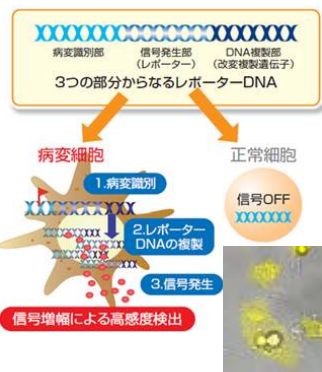 病変識別部
信号発生部
(レポーター)
DNA複製部
(改変複製遺伝子)
3つの部分からなるレポーターDNA
病変細胞
正常細胞
1.病変識別
信号OFF
2.レポーター
DNAの複製
3.信号発生
信号増幅による高感度検出